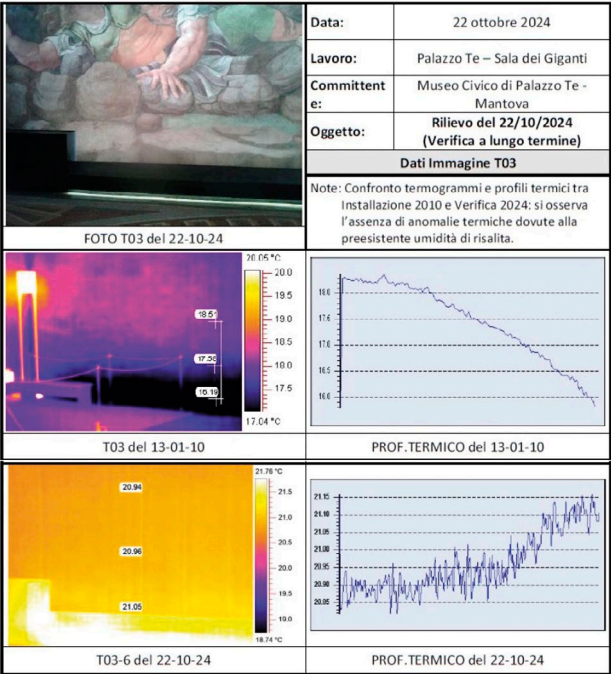 Data: 22 ottobre 2024
Lavoro: Palazzo Te – Sala dei Giganti
Committent
e: Museo Civico di Palazzo Te -
Mantova
Oggetto: Rilievo del 22/10/2024
(Verifica a lungo termine)
Dati Immagine T03
Note: Confronto termogrammi e profili termici tra
Installazione 2010 e Verifica 2024: si osserva
l'assenza di anomalie termiche dovute alla
preesistente umidità di risalita.
FOTO T03 del 22-10-24
20.05 °C
20.0
19.5
19.0
18.5
18.0
17.5
17.04 °C
18.51
17.56
16.19
18.0
17.5
17.0
16.5
16.0
T03 del 13-01-10
PROF.TERMICO del 13-01-10
21.76 °C
21.5
21.0
20.5
20.0
19.5
19.0
18.74 °C
20.94
20.96
21.05
21.15
21.10
21.05
21.00
20.95
20.90
20.85
T03-6 del 22-10-24
PROF.TERMICO del 22-10-24